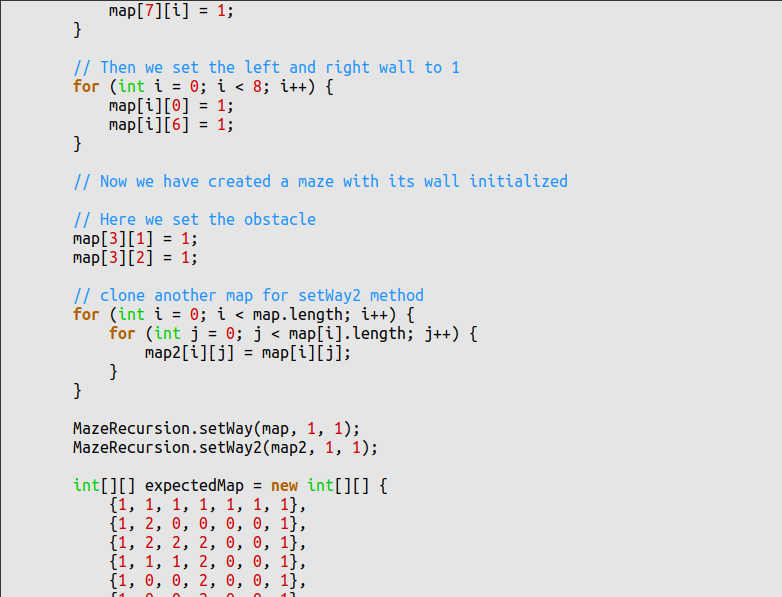 map[7][i] = 1;
}
// Then we set the left and right wall to 1
for (int i = 0; i < 8; i++) {
map[i][0] = 1;
map[i][6] = 1;
}
// Now we have created a maze with its wall initialized
// Here we set the obstacle
map[3][1] = 1;
map[3][2] = 1;
// clone another map for setWay2 method
for (int i = 0; i < map.length; i++) {
for (int j = 0; j < map[i].length; j++) {
map2[i][j] = map[i][j];
}
}
MazeRecursion.setWay(map, 1, 1);
MazeRecursion.setWay2(map2, 1, 1);
int[][] expectedMap = new int[][] {
{1, 1, 1, 1, 1, 1, 1},
{1, 2, 0, 0, 0, 0, 1},
{1, 2, 2, 2, 0, 0, 1},
{1, 1, 1, 2, 0, 0, 1},
{1, 0, 0, 2, 0, 0, 1},